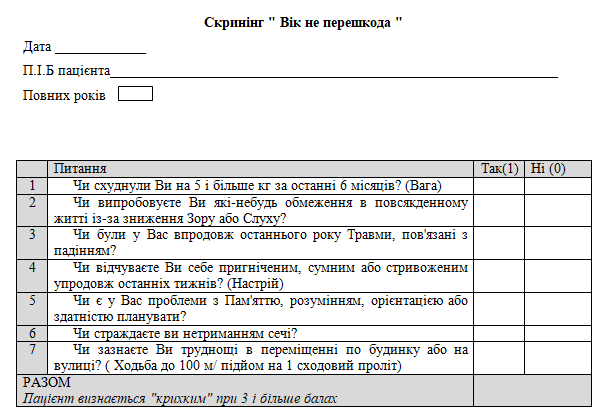 Скринінг " Вік не перешкода "
Дата _____________
П.І.Б пацієнта________________________________________________________________
Повних років
Питання Так(1) Ні (0)
1 Чи схуднули Ви на 5 і більше кг за останні 6 місяців? (Вага)
2 Чи випробовуєте Ви які-небудь обмеження в повсякденному
житті із-за зниження Зору або Слуху?
3 Чи були у Вас впродовж останнього року Травми, пов'язані з
падінням?
4 Чи відчуваєте Ви себе пригніченим, сумним або стривоженим
упродовж останніх тижнів? (Настрій)
5 Чи є у Вас проблеми з Пам'яттю, розумінням, орієнтацією або
здатністю планувати?
6 Чи страждаєте ви нетриманням сечі?
7 Чи зазнаєте Ви труднощі в переміщенні по будинку або на
вулиці? ( Ходьба до 100 м/ підйом на 1 сходовий проліт)
РАЗОМ
Пацієнт визнається "крихким" при 3 і більше балах